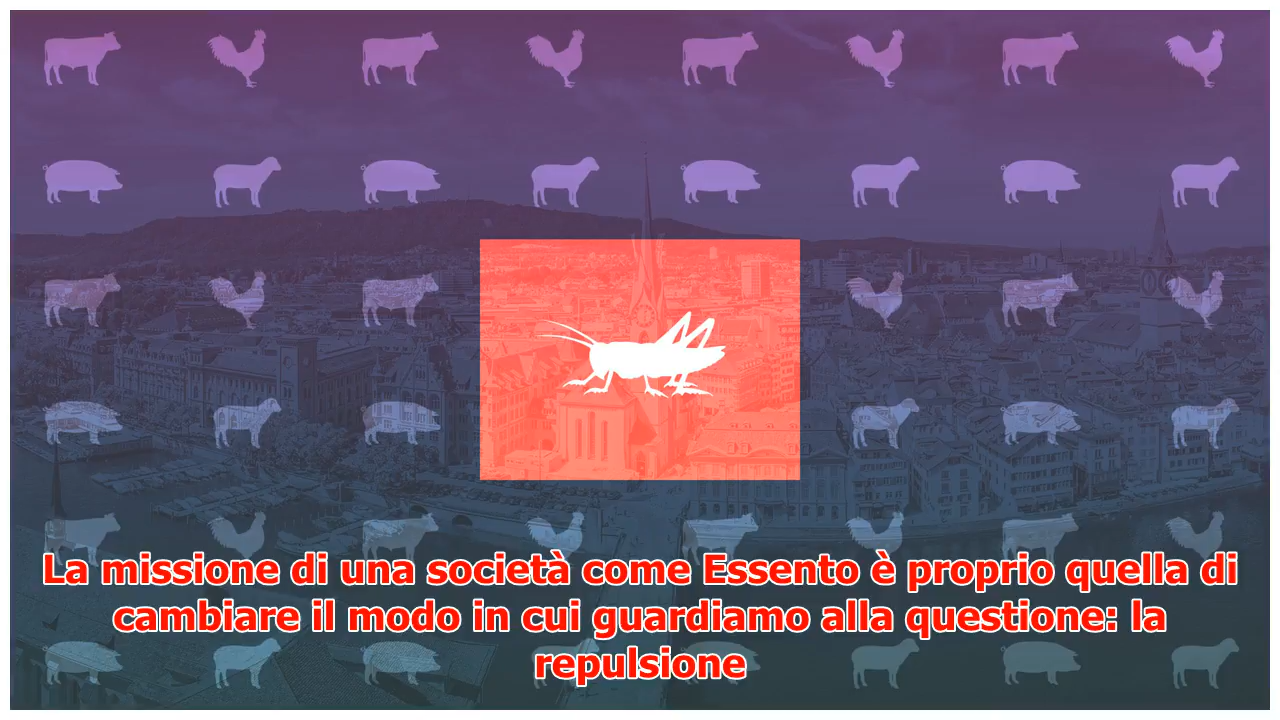 La missione di una società come Essento è proprio quella di
cambiare il modo in cui guardiamo alla questione: la
repulsione